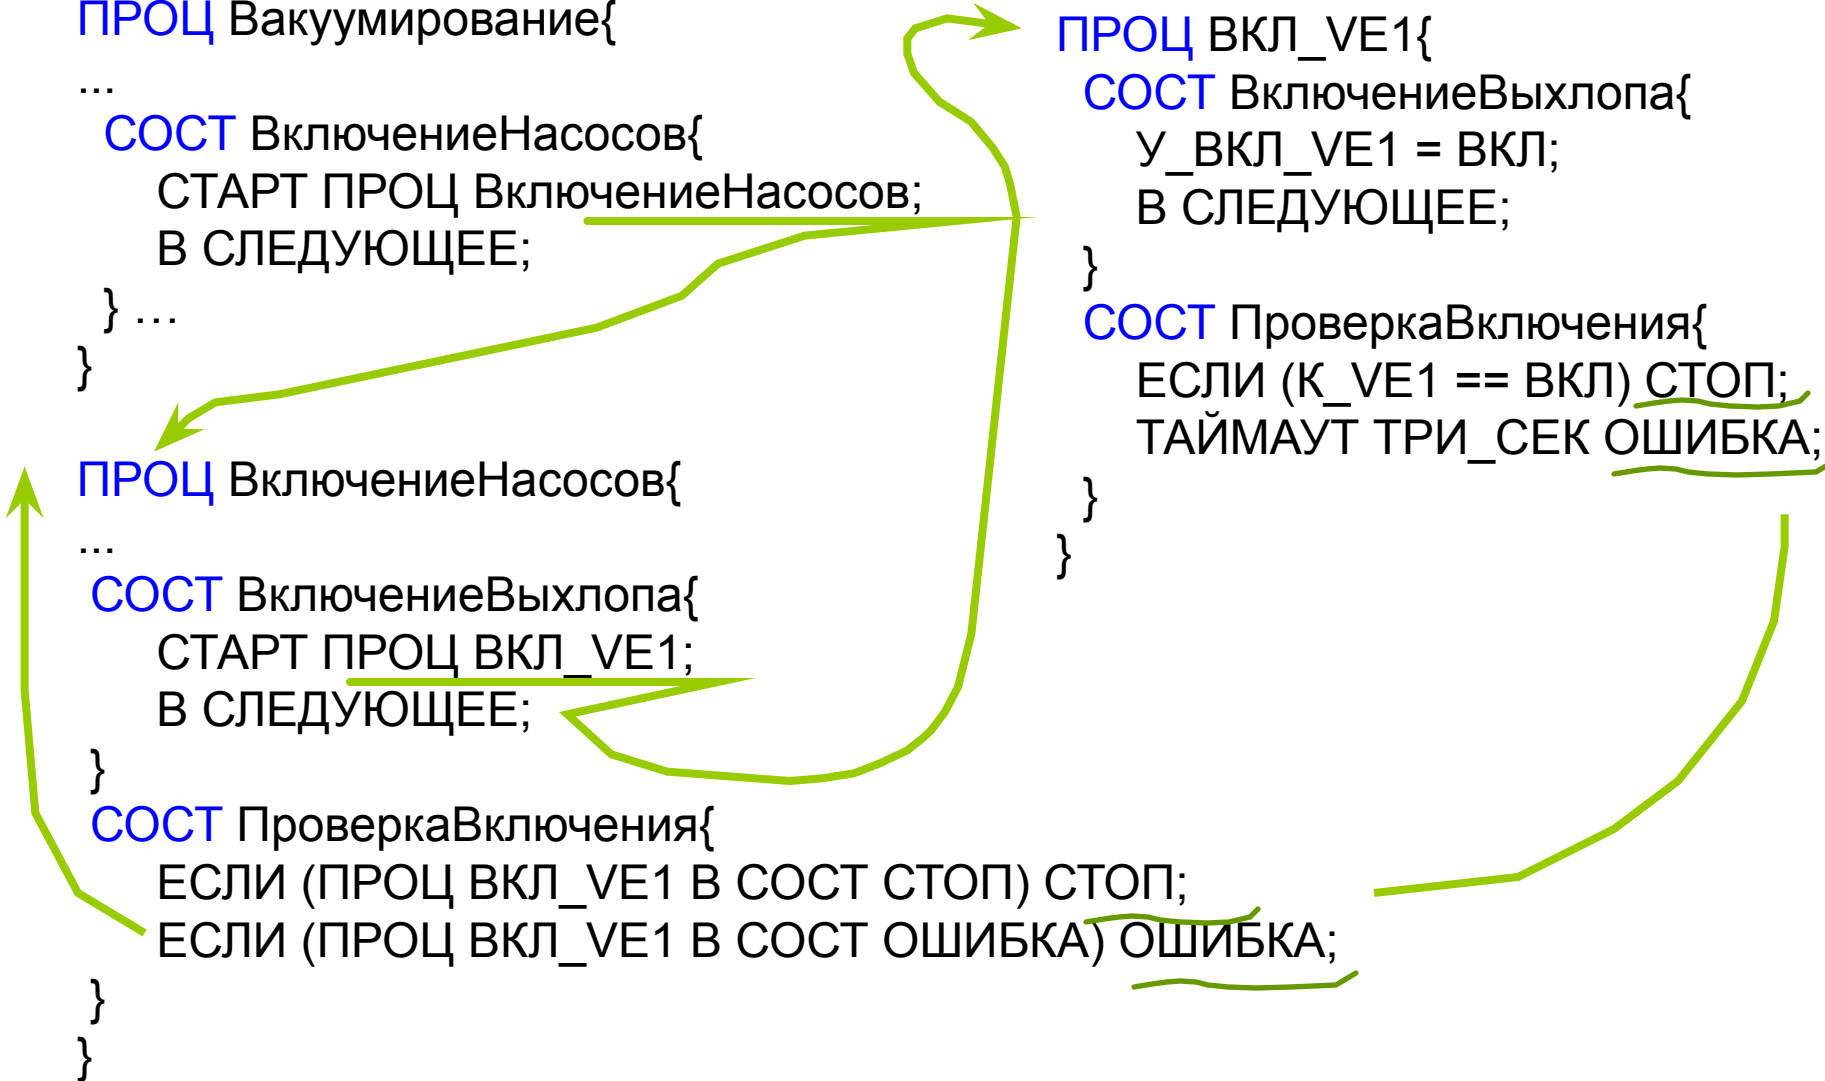 ПРОЦ Вакуумирование{
...
СОСТ ВключениеНасосов{
СТАРТ ПРОЦ ВключениеНасосов;
В СЛЕДУЮЩЕЕ;
} …
}
ПРОЦ ВключениеНасосов{
...
СОСТ ВключениеВыхлопа{
СТАРТ ПРОЦ ВКЛ_VE1;
В СЛЕДУЮЩЕЕ;
}
СОСТ ПроверкаВключения{
ЕСЛИ (ПРОЦ ВКЛ_VE1 В СОСТ СТОП) СТОП;
ЕСЛИ (ПРОЦ ВКЛ_VE1 В СОСТ ОШИБКА) ОШИБКА;
}
}
ПРОЦ ВКЛ_VE1{
СОСТ ВключениеВыхлопа{
У_ВКЛ_VE1 = ВКЛ;
В СЛЕДУЮЩЕЕ;
}
СОСТ ПроверкаВключения{
ЕСЛИ (К_VE1 == ВКЛ) СТОП;
ТАЙМАУТ ТРИ_СЕК ОШИБКА;
}
}